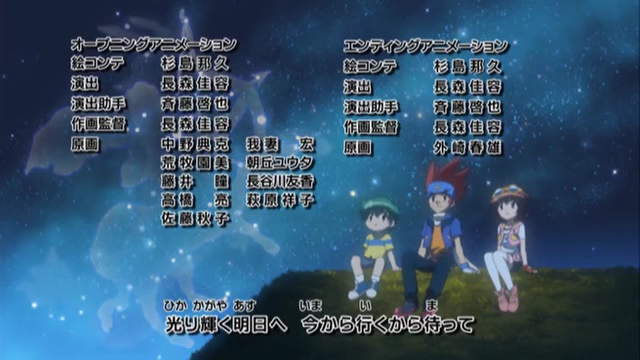 オープニングアニメーション
絵コンテ 杉島邦久
演出 長森佳容
演出助手 斉藤啓也
作画監督 長森佳容
原画 中野典克 我妻宏
荒牧園美 朝丘ユウタ
藤井瞳 長谷川友香
高橋亮 萩原祥子
佐藤秋子
エンディングアニメーション
絵コンテ 杉島邦久
演出 長森佳容
演出助手 斉藤啓也
作画監督 長森佳容
原画 外崎春雄
ひか かがや あす いま い ま
光り輝く明日へ 今から行くから待って